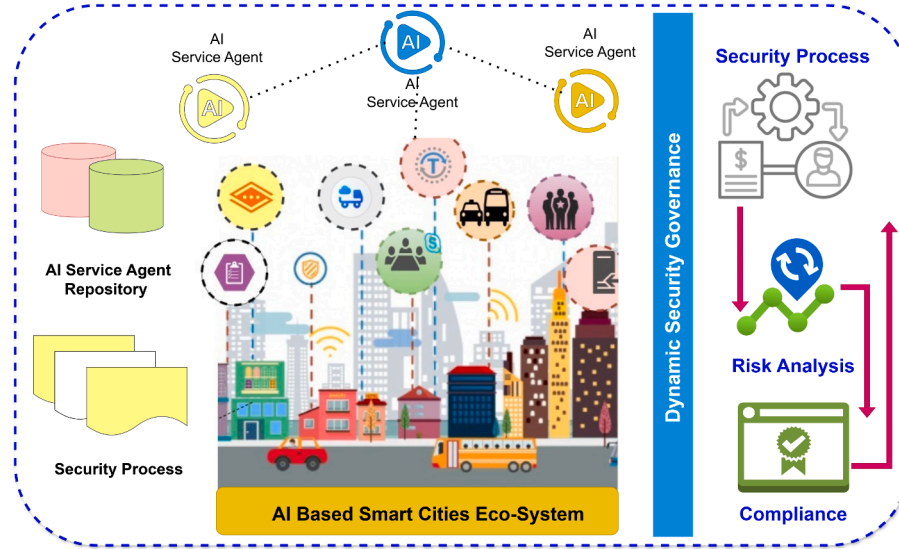 AI
Service Agent
AI
AI
AI
Service Agent
AI
Service Agent
AI
AI Service Agent
Repository
Security Process
$
T
S
AI Based Smart Cities Eco-System
Dynamic Security Governance
Security Process
$
Risk Analysis
Compliance